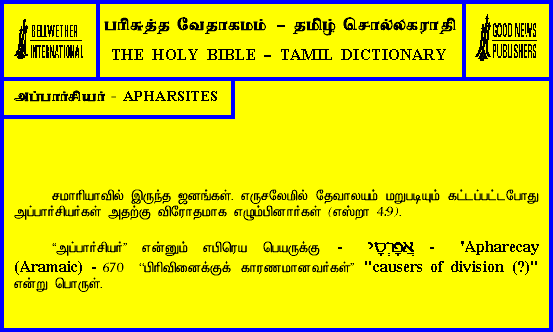 BELLWETHER
INTERNATIONAL
பரிசுத்த வேதாகமம் – தமிழ் சொல்லகராதி
THE HOLY BIBLE – TAMIL DICTIONARY
GOOD NEWS
PUBLISHERS
அப்பார்சியர் - APHARSITES
சமாரியாவில் இருந்த ஜனங்கள். எருசலேமில் தேவாலயம் மறுபடியும் கட்டப்பட்டபோது
அப்பார்சியர்கள் அதற்கு விரோதமாக எழும்பினார்கள் (எஸ்றா 4:9).
“அப்பார்சியர்” என்னும் எபிரெய பெயருக்கு - אֲפָרְסָי - 'Apharecay
(Aramaic) - 670 “பிரிவினைக்குக் காரணமானவர்கள்” "causers of division (?)"
என்று பொருள்.